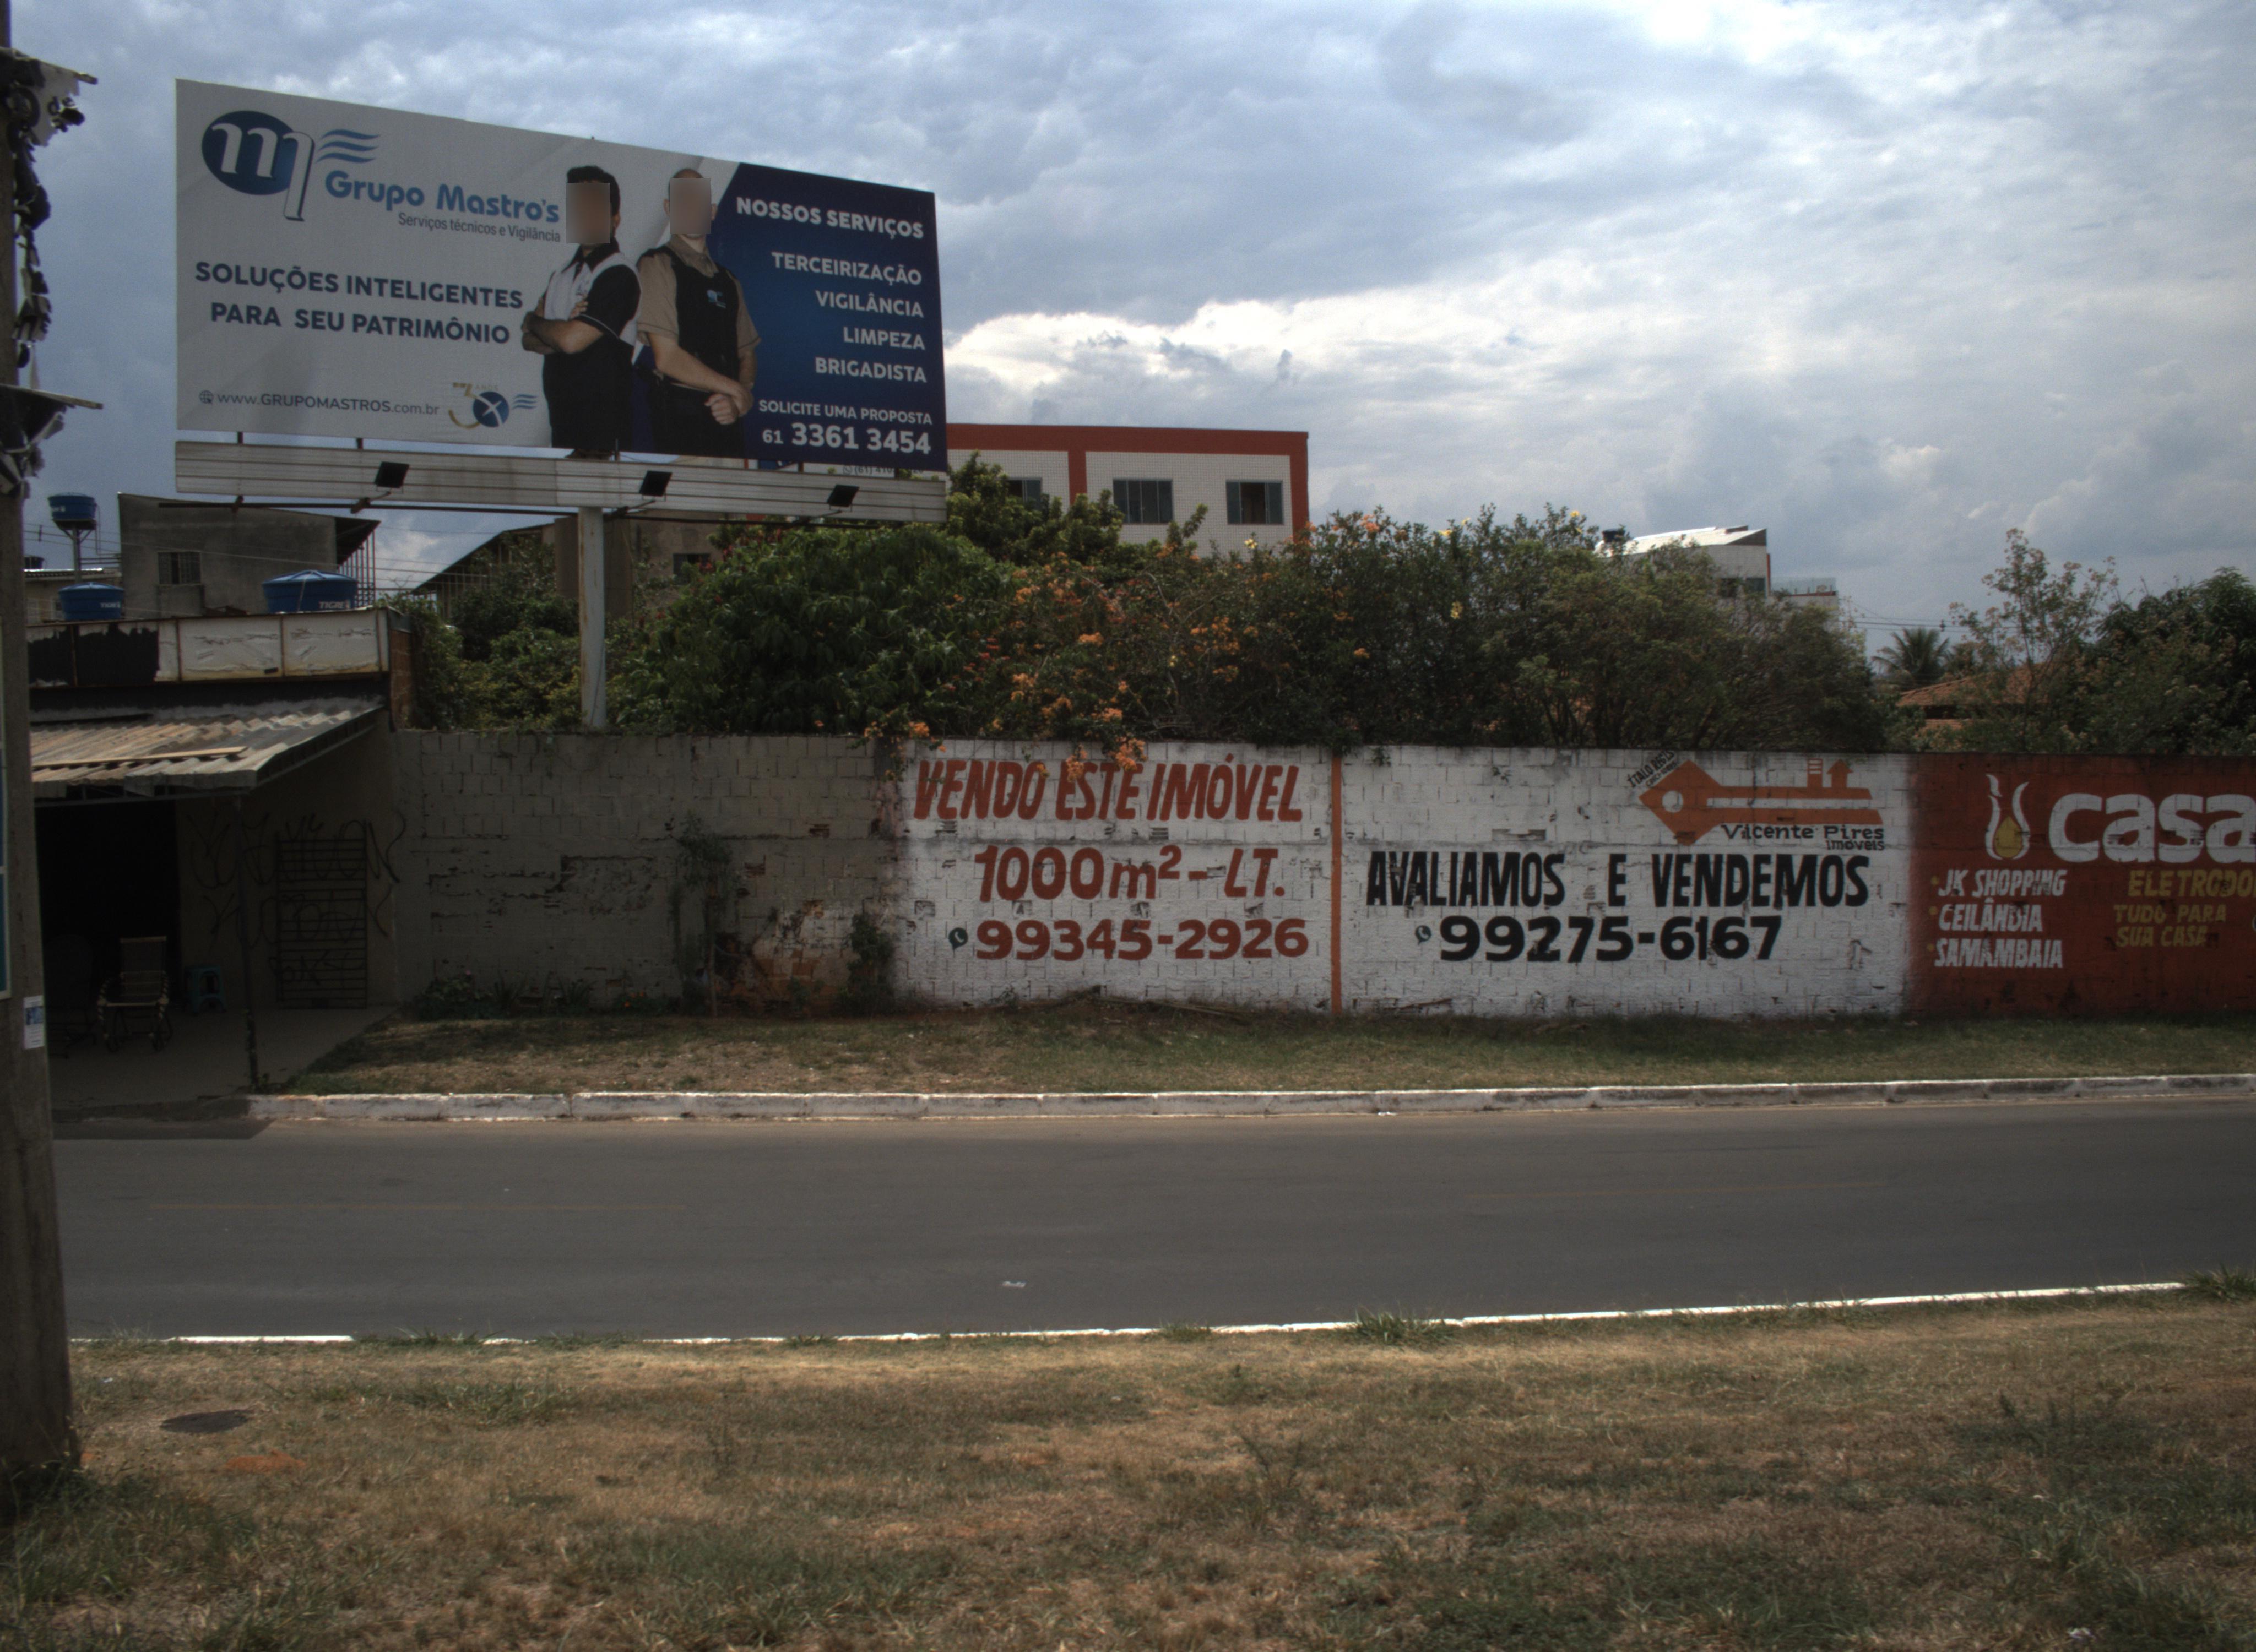 Grupo Mastro's
Serviços técnicos e Vigilância
SOLUÇÕES INTELIGENTES
PARA SEU PATRIMÔNIO
www.GRUPOMASTROS.com.br
NOSSOS SERVIÇOS
TERCEIRIZAÇÃO
VIGILÂNCIA
LIMPEZA
BRIGADISTA
SOLICITE UMA PROPOSTA
61 3361 3454
TIGRE
TIGRE
VENDO ESTE IMÓVEL
1000m² - LT.
99345-2926
Vicente Pires
imóveis
AVALIAMOS E VENDEMOS
99275-6167
casa
JK SHOPPING
CEILÂNDIA
SAMAMBAIA
ELETRODO
TUDO PARA
SUA CASA